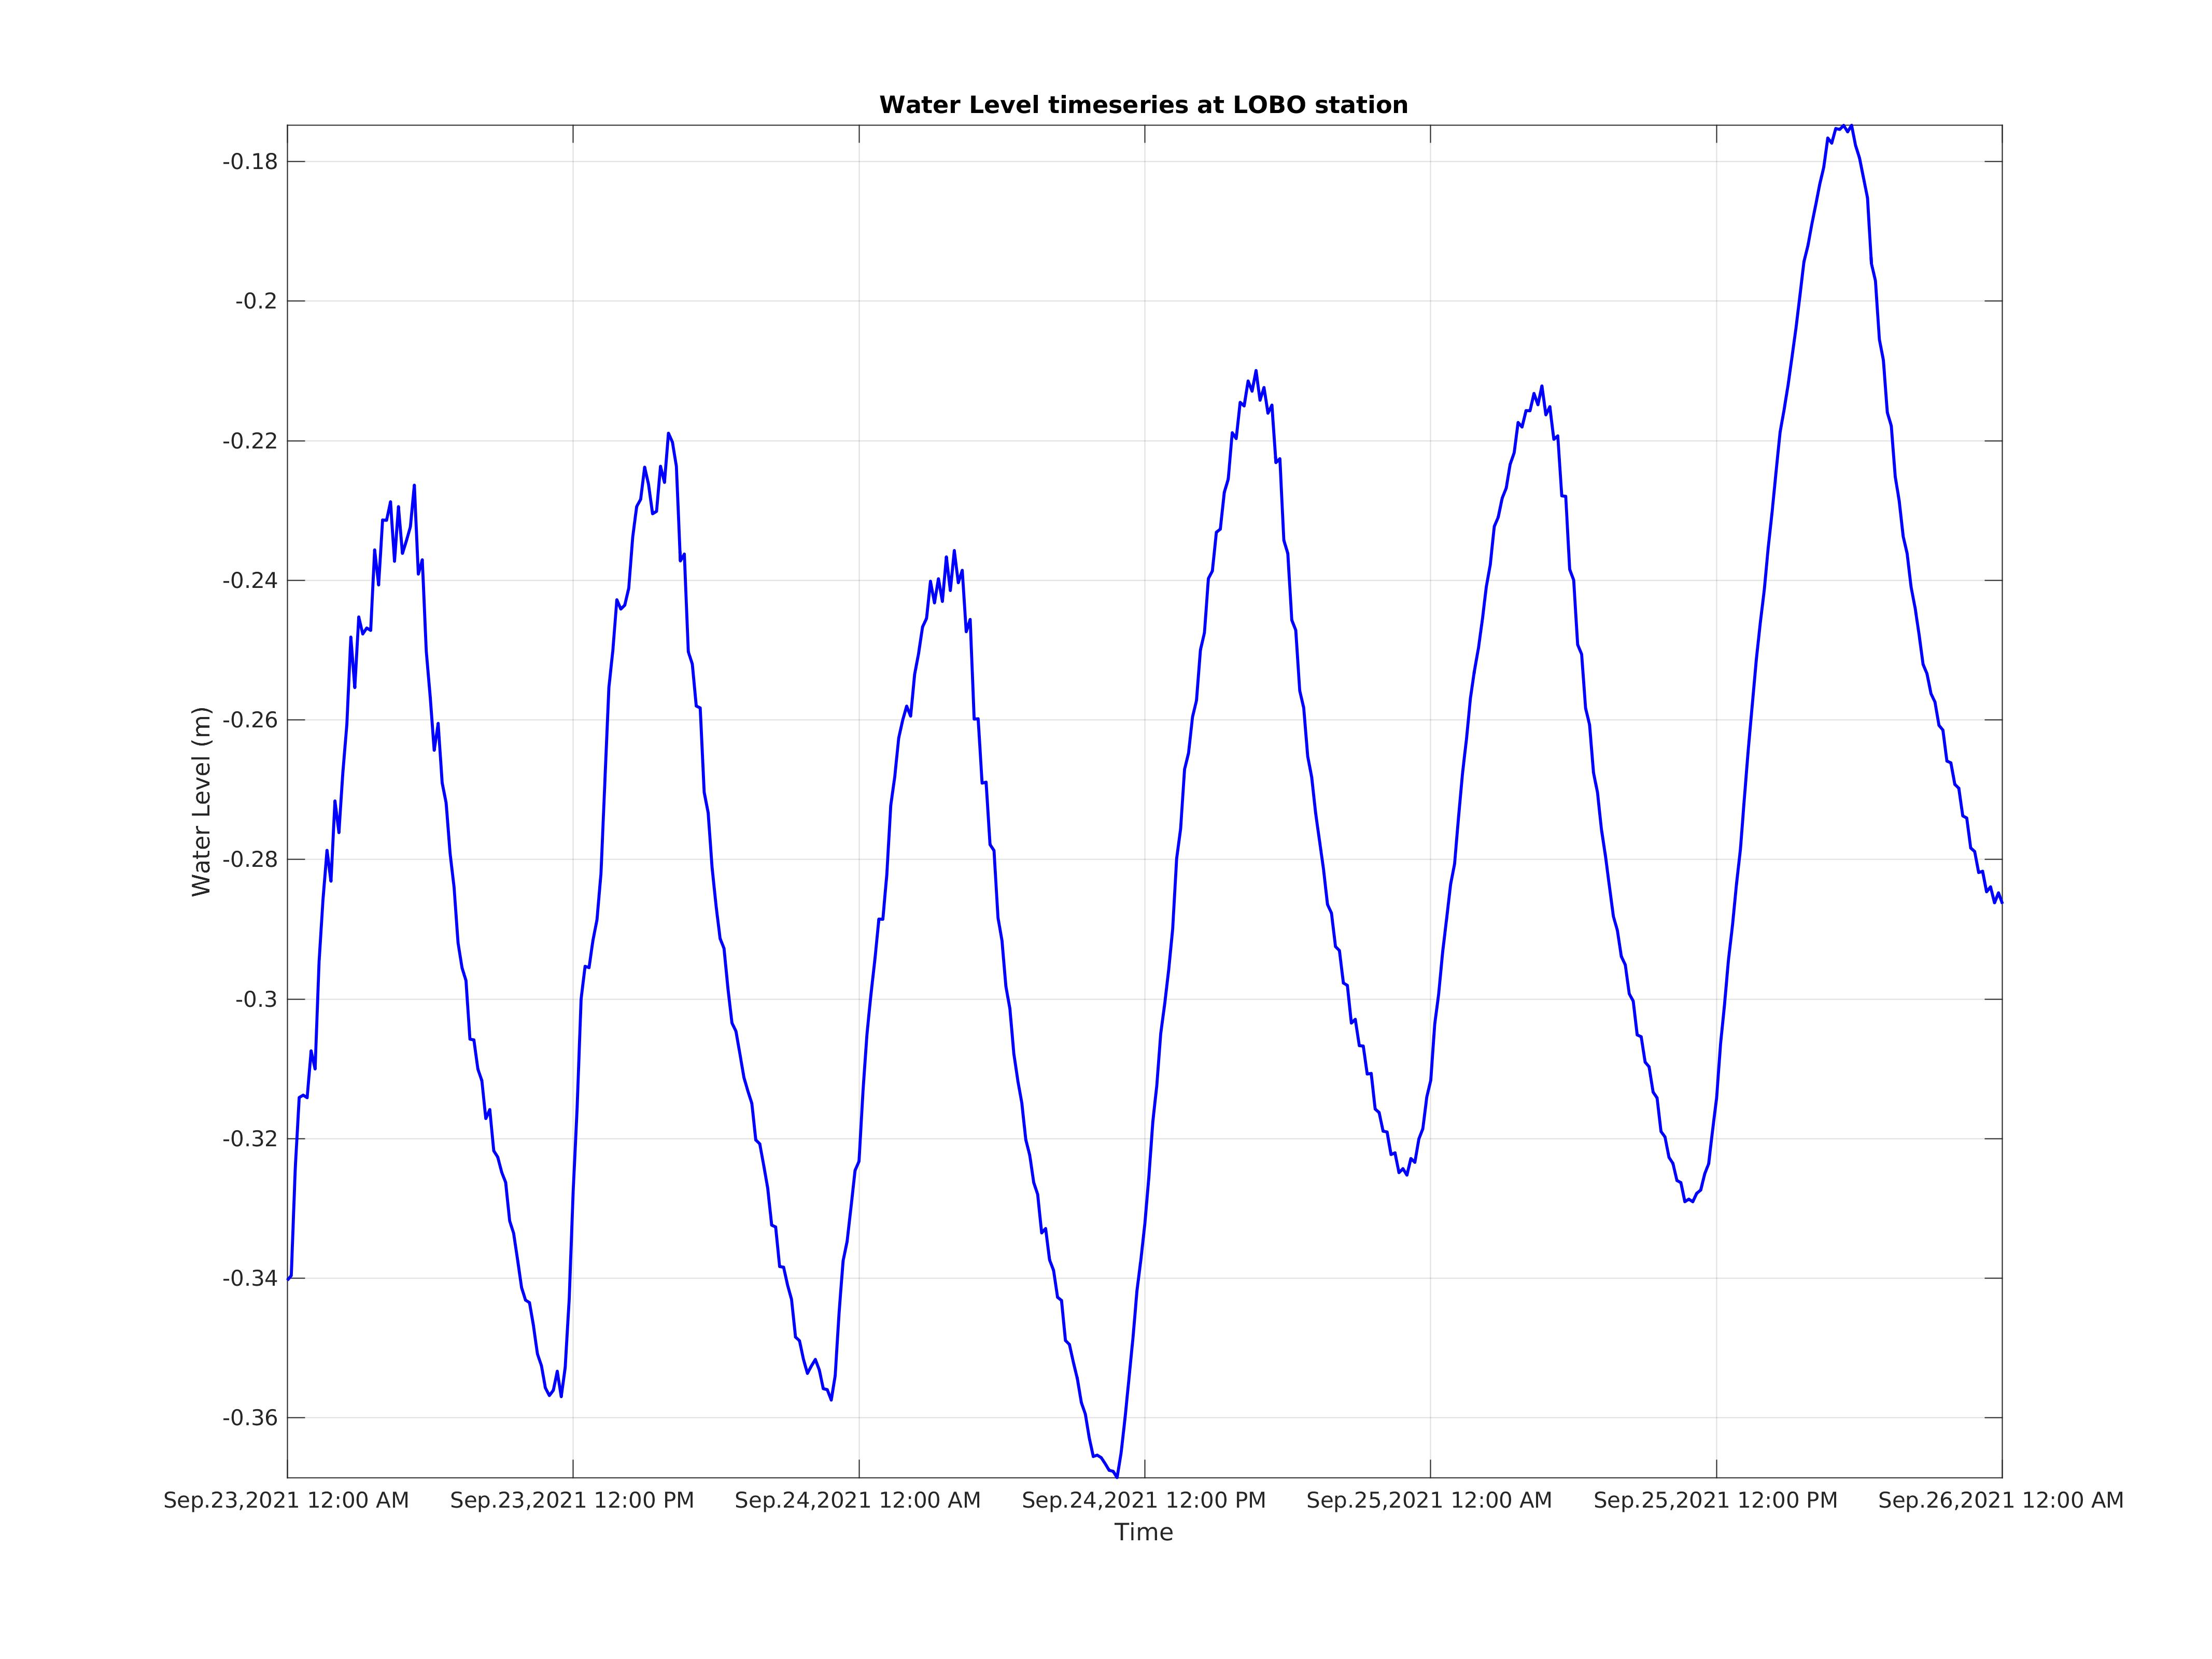 Water Level timeseries at LOBO station
-0.18
-0.2
-0.22
-0.24
-0.26
-0.28
-0.3
-0.32
-0.34
-0.36
Water Level (m)
Sep.23,2021 12:00 AM Sep.23,2021 12:00 PM Sep.24,2021 12:00 AM Sep.24,2021 12:00 PM Sep.25,2021 12:00 AM Sep.25,2021 12:00 PM Sep.26,2021 12:00 AM
Time